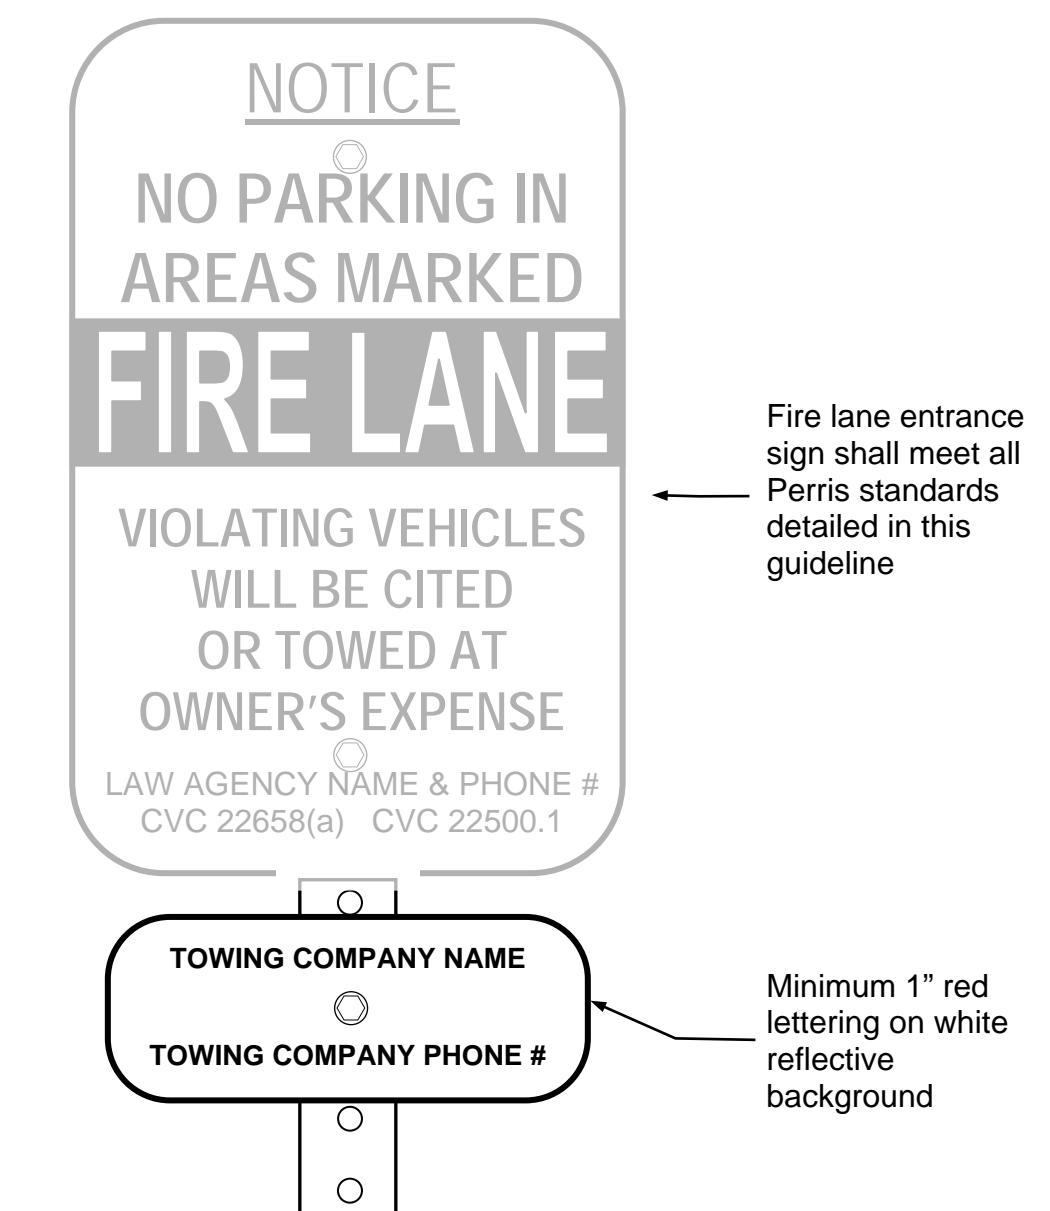 NOTICE
NO PARKING IN
AREAS MARKED
FIRE LANE
VIOLATING VEHICLES
WILL BE CITED
OR TOWED AT
OWNER'S EXPENSE
LAW AGENCY NAME & PHONE #
CVC 22658(a) CVC 22500.1
Fire lane entrance
sign shall meet all
Perris standards
detailed in this
guideline
TOWING COMPANY NAME
TOWING COMPANY PHONE #
Minimum 1” red
lettering on white
reflective
background